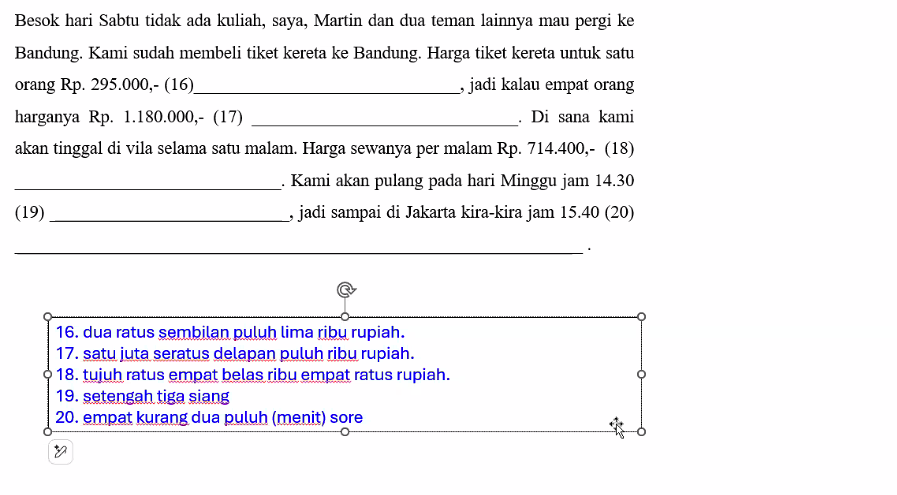 Besok hari Sabtu tidak ada kuliah, saya, Martin dan dua teman lainnya mau pergi ke
Bandung. Kami sudah membeli tiket kereta ke Bandung. Harga tiket kereta untuk satu
orang Rp. 295.000,- (16)______________________________, jadi kalau empat orang
harganya Rp. 1.180.000,- (17) ______________________________. Di sana kami
akan tinggal di vila selama satu malam. Harga sewanya per malam Rp. 714.400,- (18)
______________________________. Kami akan pulang pada hari Minggu jam 14.30
(19) ___________________________, jadi sampai di Jakarta kira-kira jam 15.40 (20)
________________________________________________________________ .
16. dua ratus sembilan puluh lima ribu rupiah.
17. satu juta seratus delapan puluh ribu rupiah.
18. tujuh ratus empat belas ribu empat ratus rupiah.
19. setengah tiga siang
20. empat kurang dua puluh (menit) sore